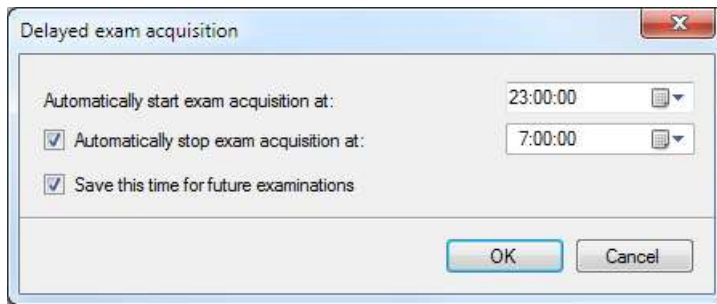 Delayed exam acquisition
Automatically start exam acquisition at: 23:00:00
Automatically stop exam acquisition at: 7:00:00
Save this time for future examinations
OK Cancel